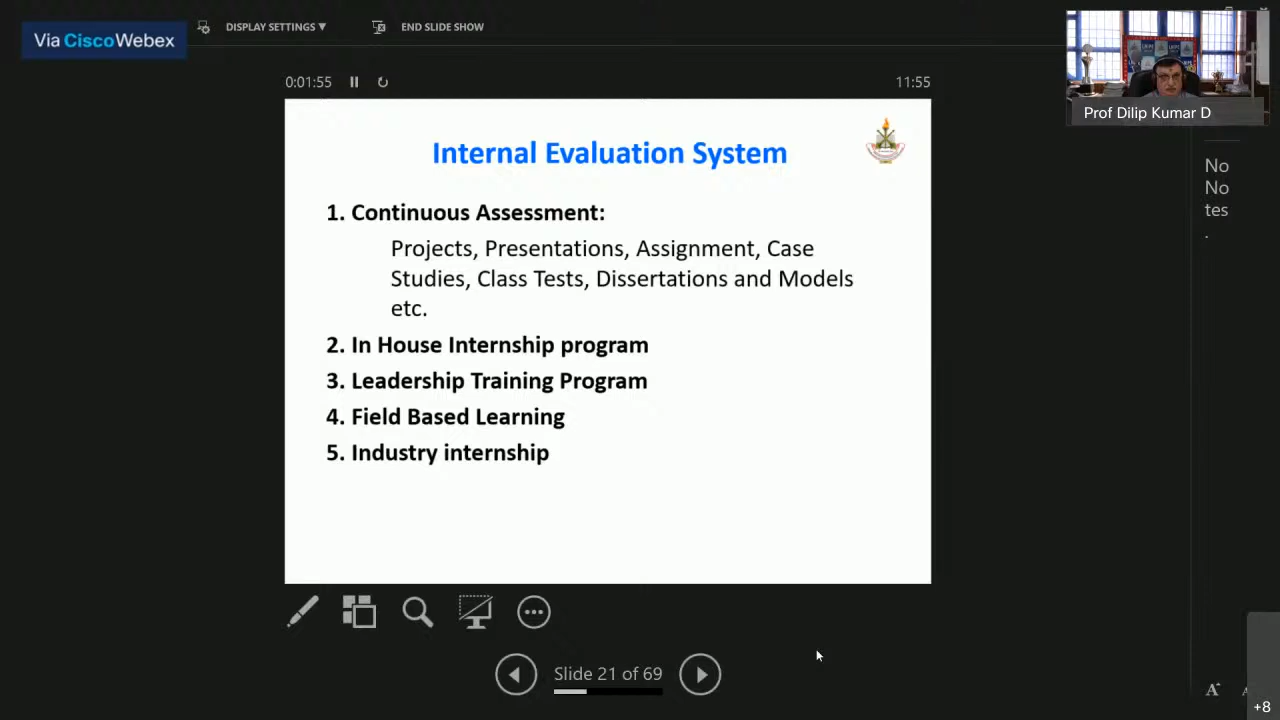 Via CiscoWebex
DISPLAY SETTINGS ▼
END SLIDE SHOW
Prof Dilip Kumar D
0:01:55
11:55
Internal Evaluation System
1. Continuous Assessment:
Projects, Presentations, Assignment, Case
Studies, Class Tests, Dissertations and Models
etc.
2. In House Internship program
3. Leadership Training Program
4. Field Based Learning
5. Industry internship
No
No
tes
.
Slide 21 of 69
A
A
+8